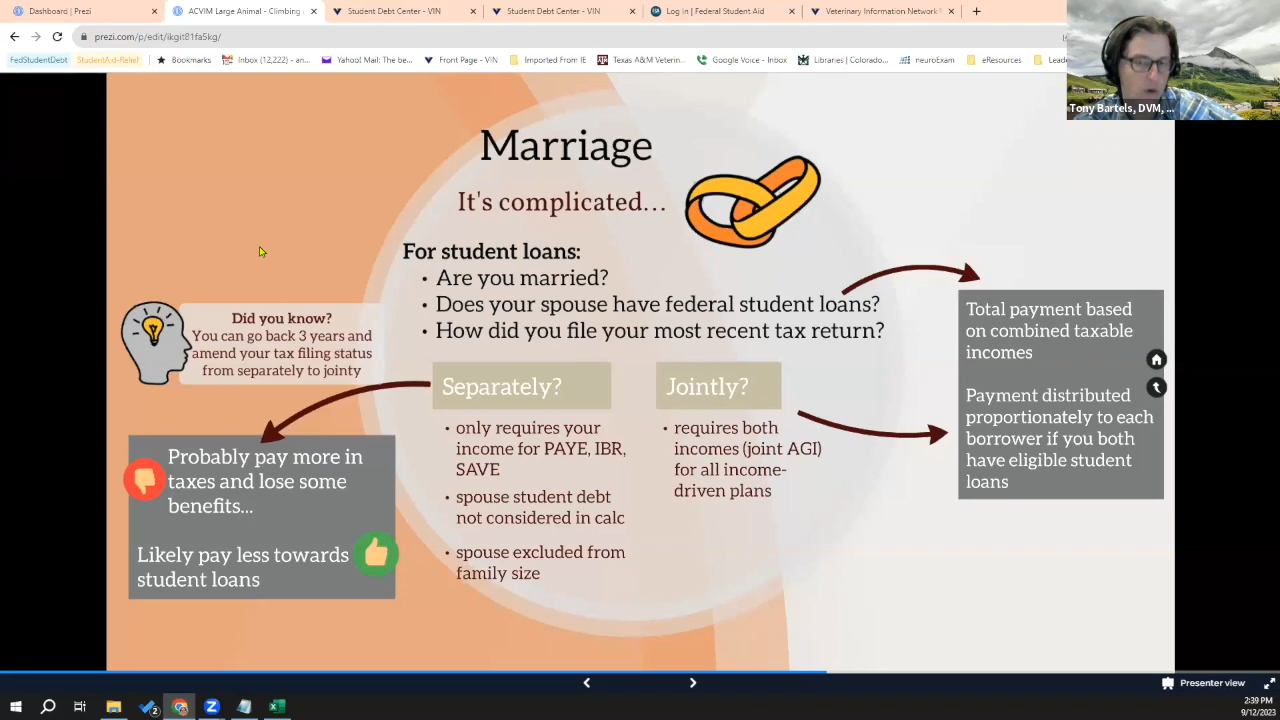 Dashboard | Prezi
ACVIM Large Animal - Climbing
Student Debt Center - VIN
Student Debt Center - VIN
Log In | Federal Student Aid
Veterinary Information Network
prezi.com/p/edit/ikgit81fa5kg/
FedStudentDebt
StudentAid-Relief
Bookmarks
Inbox (12,222) - an...
Yahoo! Mail: The be...
Front Page - VIN
Imported From IE
Texas A&M Veterin...
Google Voice - Inbox
Libraries | Colorado...
neuroExam
eResources
Leade
Tony Bartels, DVM, ...
Marriage
It's complicated...
For student loans:
• Are you married?
• Does your spouse have federal student loans?
• How did you file your most recent tax return?
Did you know?
You can go back 3 years and
amend your tax filing status
from separately to jointy
Separately?
• only requires your
income for PAYE, IBR,
SAVE
• spouse student debt
not considered in calc
• spouse excluded from
family size
Jointly?
• requires both
incomes (joint AGI)
for all income-
driven plans
Total payment based
on combined taxable
incomes
Payment distributed
proportionately to each
borrower if you both
have eligible student
loans
Probably pay more in
taxes and lose some
benefits...
Likely pay less towards
student loans
Presenter view
2:39 PM
9/12/2023